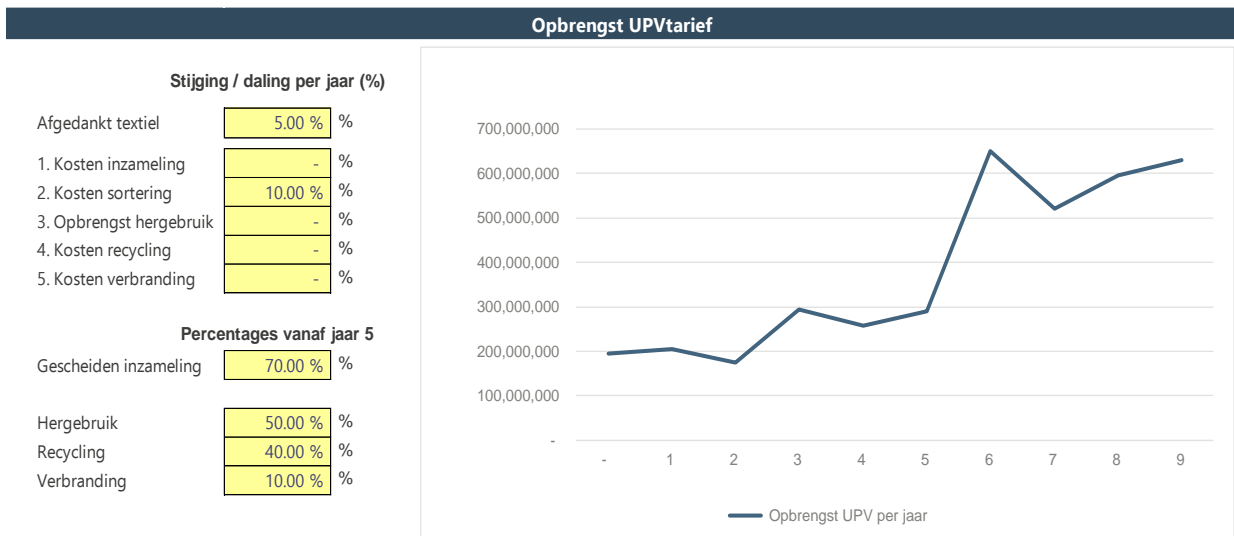 Opbrengst UPVtarief
Stijging / daling per jaar (%)
Afgedankt textiel 5.00 % %
1. Kosten inzameling - %
2. Kosten sortering 10.00 % %
3. Opbrengst hergebruik - %
4. Kosten recycling - %
5. Kosten verbranding - %
Percentages vanaf jaar 5
Gescheiden inzameling 70.00 % %
Hergebruik 50.00 % %
Recycling 40.00 % %
Verbranding 10.00 % %
700,000,000
600,000,000
500,000,000
400,000,000
300,000,000
200,000,000
100,000,000
-
- 1 2 3 4 5 6 7 8 9
Opbrengst UPV per jaar